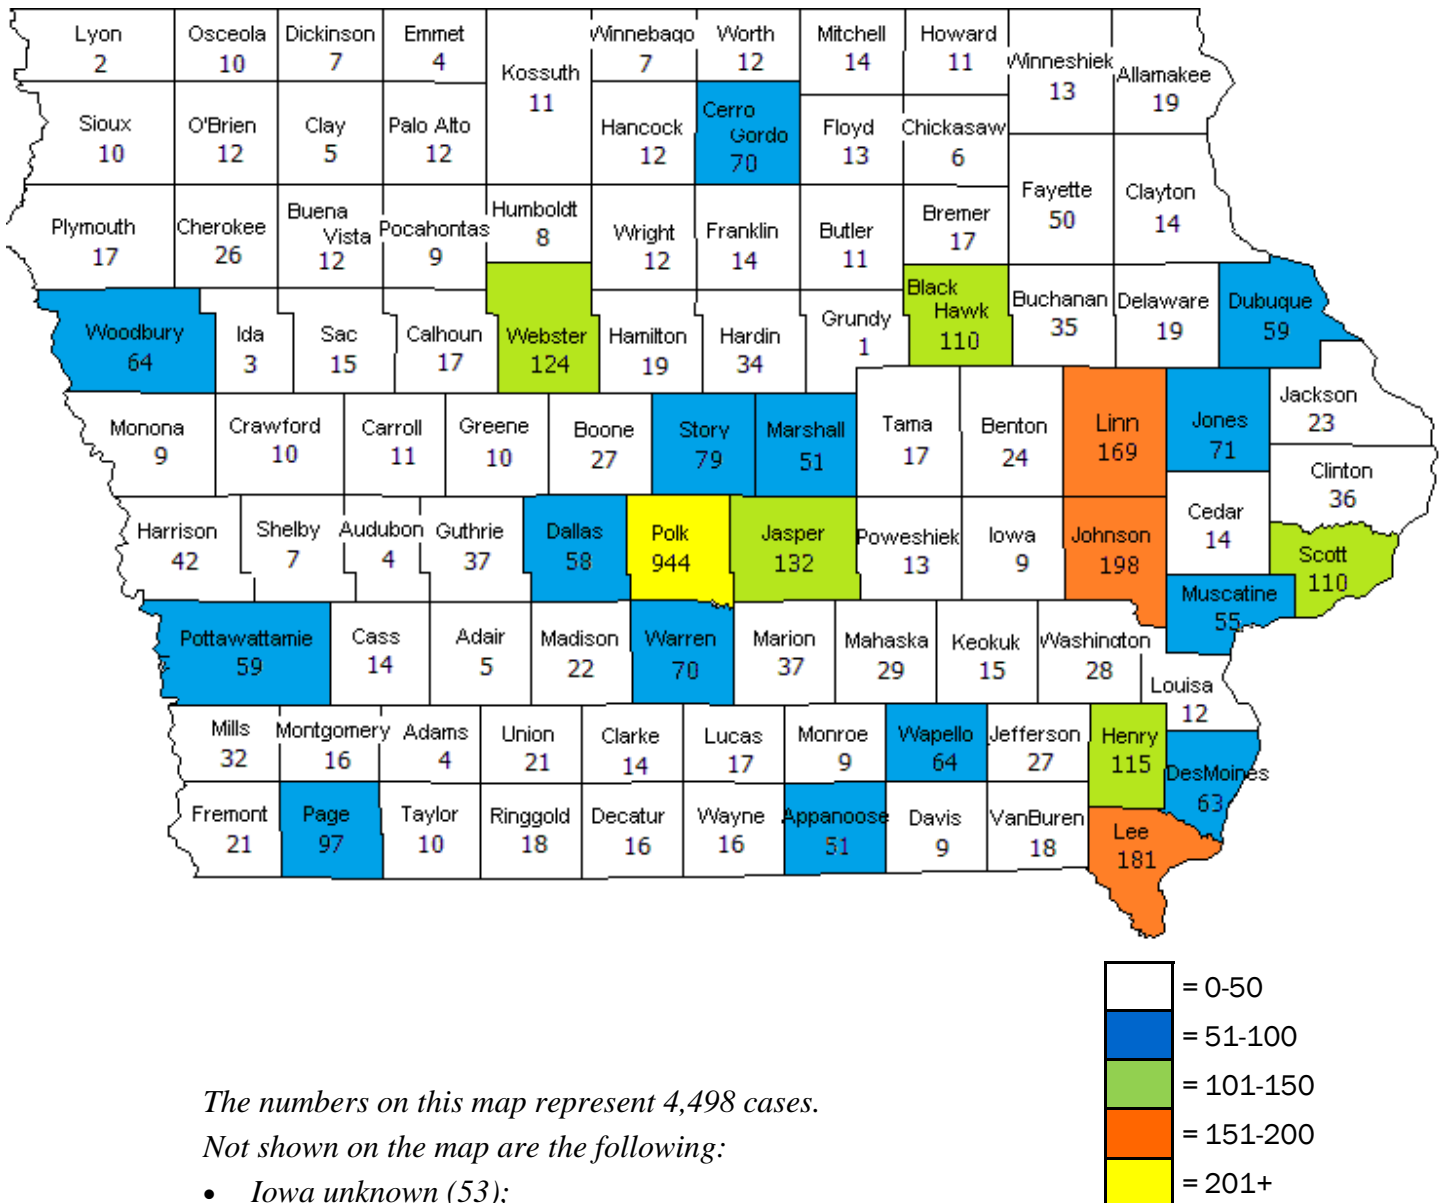 Lyon
2
Osceola
10
Dickinson
7
Emmet
4
Kossuth
11
Winnebago
7
Worth
12
Mitchell
14
Howard
11
Winneshiek
13
Allamakee
19
Sioux
10
O'Brien
12
Clay
5
Palo Alto
12
Hancock
12
Cerro
Gordo
70
Floyd
13
Chickasaw
6
Fayette
50
Clayton
14
Plymouth
17
Cherokee
26
Buena
Vista
12
Pocahontas
9
Humboldt
8
Wright
12
Franklin
14
Butler
11
Bremer
17
Woodbury
64
Ida
3
Sac
15
Calhoun
17
Webster
124
Hamilton
19
Hardin
34
Grundy
1
Black
Hawk
110
Buchanan
35
Delaware
19
Dubuque
59
Monona
9
Crawford
10
Carroll
11
Greene
10
Boone
27
Story
79
Marshall
51
Tama
17
Benton
24
Linn
169
Jones
71
Jackson
23
Clinton
36
Harrison
42
Shelby
7
Audubon
4
Guthrie
37
Dallas
58
Polk
944
Jasper
132
Poweshiek
13
Iowa
9
Johnson
198
Cedar
14
Scott
110
Muscatine
55
Pottawattamie
59
Cass
14
Adair
5
Madison
22
Warren
70
Marion
37
Mahaska
29
Keokuk
15
Washington
28
Louisa
12
Mills
32
Montgomery
16
Adams
4
Union
21
Clarke
14
Lucas
17
Monroe
9
Wapello
64
Jefferson
27
Henry
115
DesMoines
63
Fremont
21
Page
97
Taylor
10
Ringgold
18
Decatur
16
Wayne
16
Appanoose
51
Davis
9
VanBuren
18
Lee
181
= 0-50
= 51-100
= 101-150
= 151-200
= 201+
The numbers on this map represent 4,498 cases.
Not shown on the map are the following:
• Iowa unknown (53);